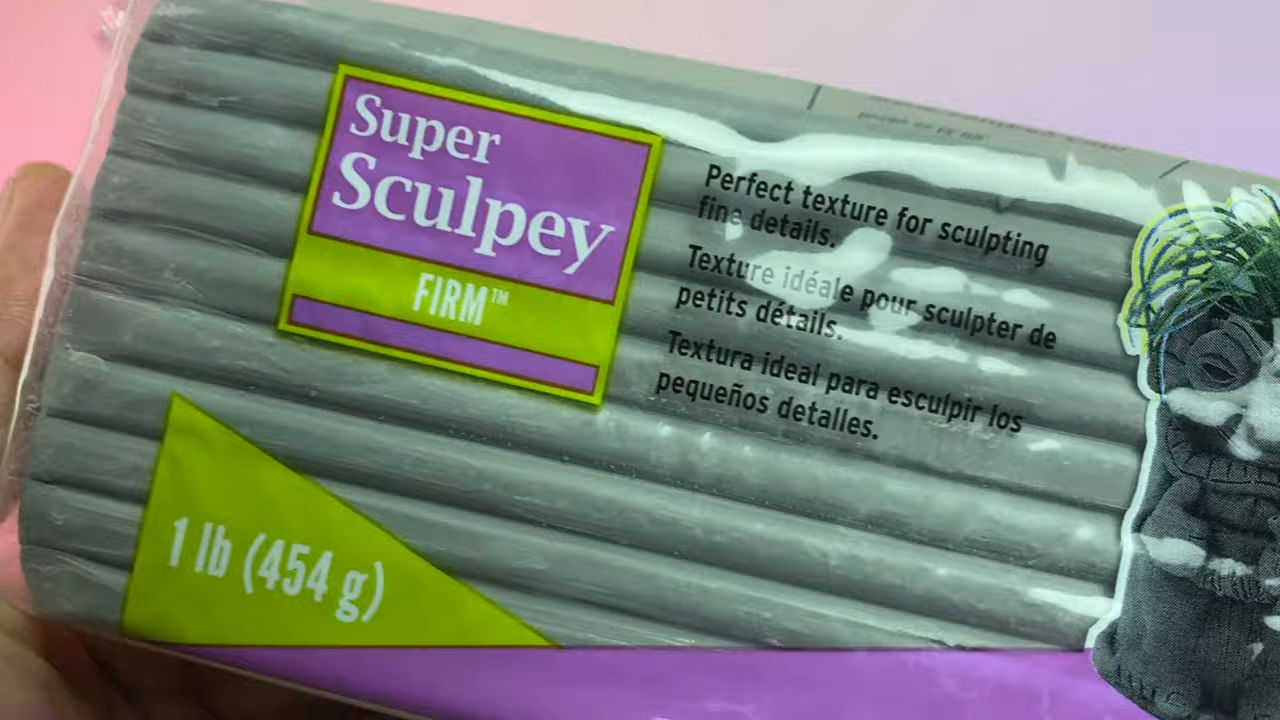 Super
Sculpey
FIRM™
Perfect texture for sculpting
fine details.
Texture idéale pour sculpter de
petits détails.
Textura ideal para esculpir los
pequeños detalles.
1 lb (454 g)